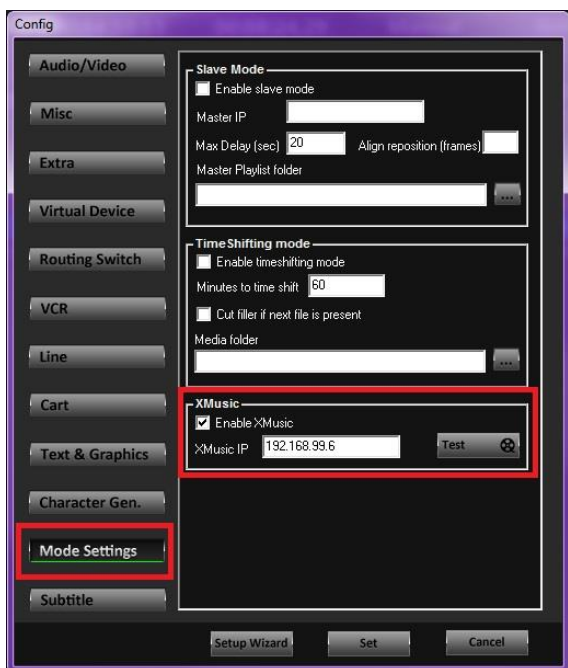 Config
Audio/Video
Misc
Extra
Virtual Device
Routing Switch
VCR
Line
Cart
Text & Graphics
Character Gen.
Mode Settings
Subtitle
Slave Mode
Enable slave mode
Master IP
Max Delay (sec) 20 Align reposition (frames)
Master Playlist folder
...
TimeShifting mode
Enable timeshifting mode
Minutes to time shift 60
Cut filler if next file is present
Media folder
...
XMusic
Enable XMusic
XMusic IP 192.168.99.6 Test
Setup Wizard Set Cancel